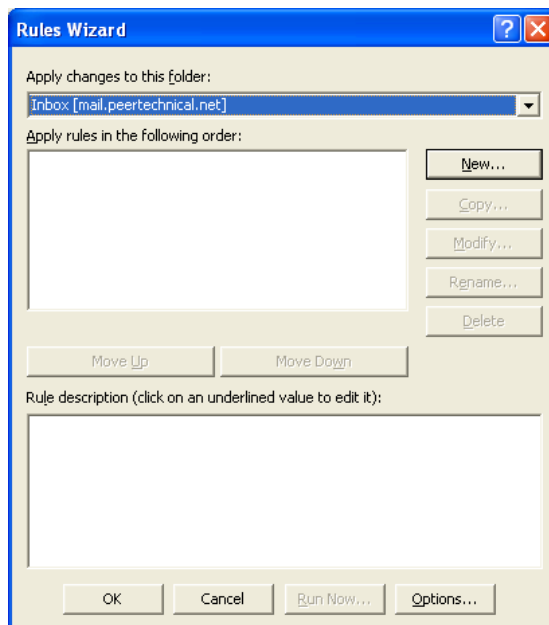 Rules Wizard
Apply changes to this folder:
Inbox [mail.peertechnical.net]
Apply rules in the following order:
New...
Copy...
Modify...
Rename...
Delete
Move Up Move Down
Rule description (click on an underlined value to edit it):
OK Cancel Run Now... Options...